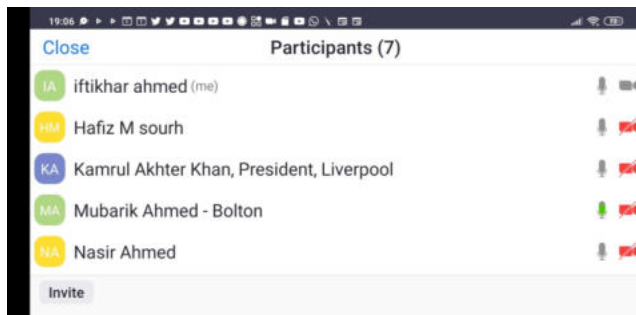 19:06
Close Participants (7)
IA iftikhar ahmed (me)
HM Hafiz M sourh
KA Kamrul Akhter Khan, President, Liverpool
MA Mubarik Ahmed - Bolton
NA Nasir Ahmed
Invite